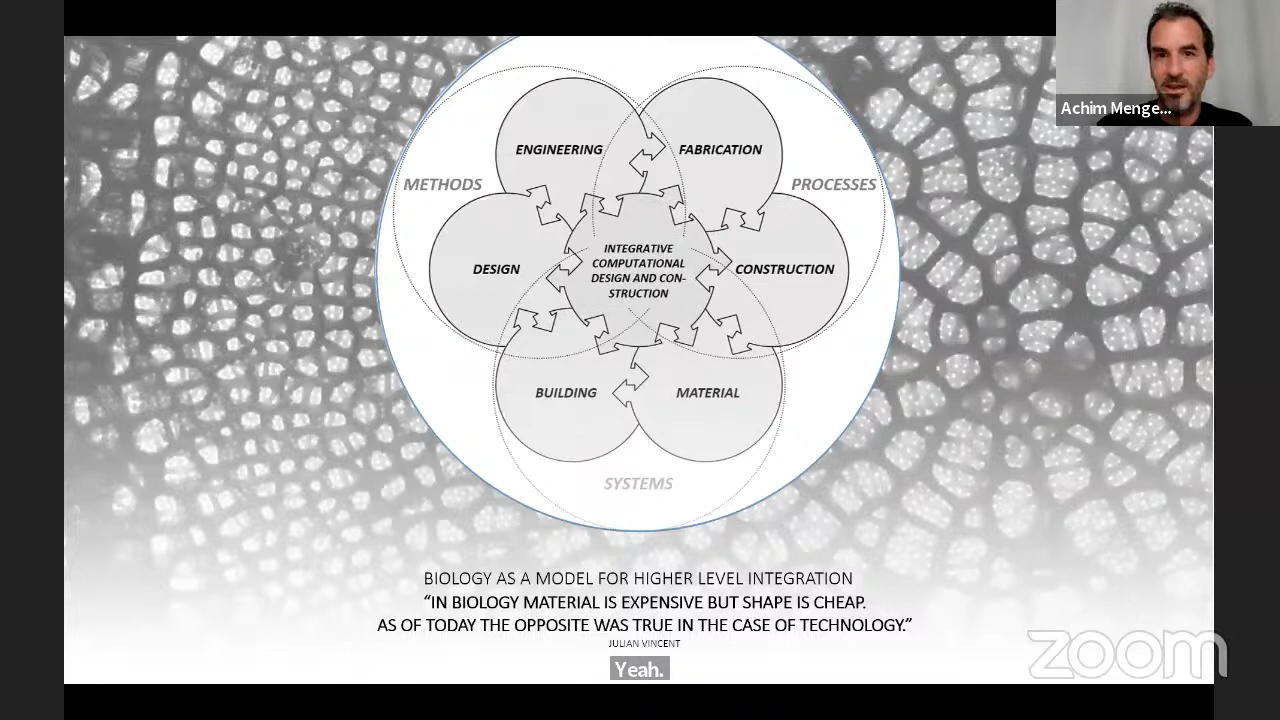 Achim Menge...
ENGINEERING
FABRICATION
METHODS
PROCESSES
INTEGRATIVE
COMPUTATIONAL
DESIGN AND CON-
STRUCTION
DESIGN
CONSTRUCTION
BUILDING
MATERIAL
SYSTEMS
BIOLOGY AS A MODEL FOR HIGHER LEVEL INTEGRATION
“IN BIOLOGY MATERIAL IS EXPENSIVE BUT SHAPE IS CHEAP.
AS OF TODAY THE OPPOSITE WAS TRUE IN THE CASE OF TECHNOLOGY.”
JULIAN VINCENT
Yeah.
zoom